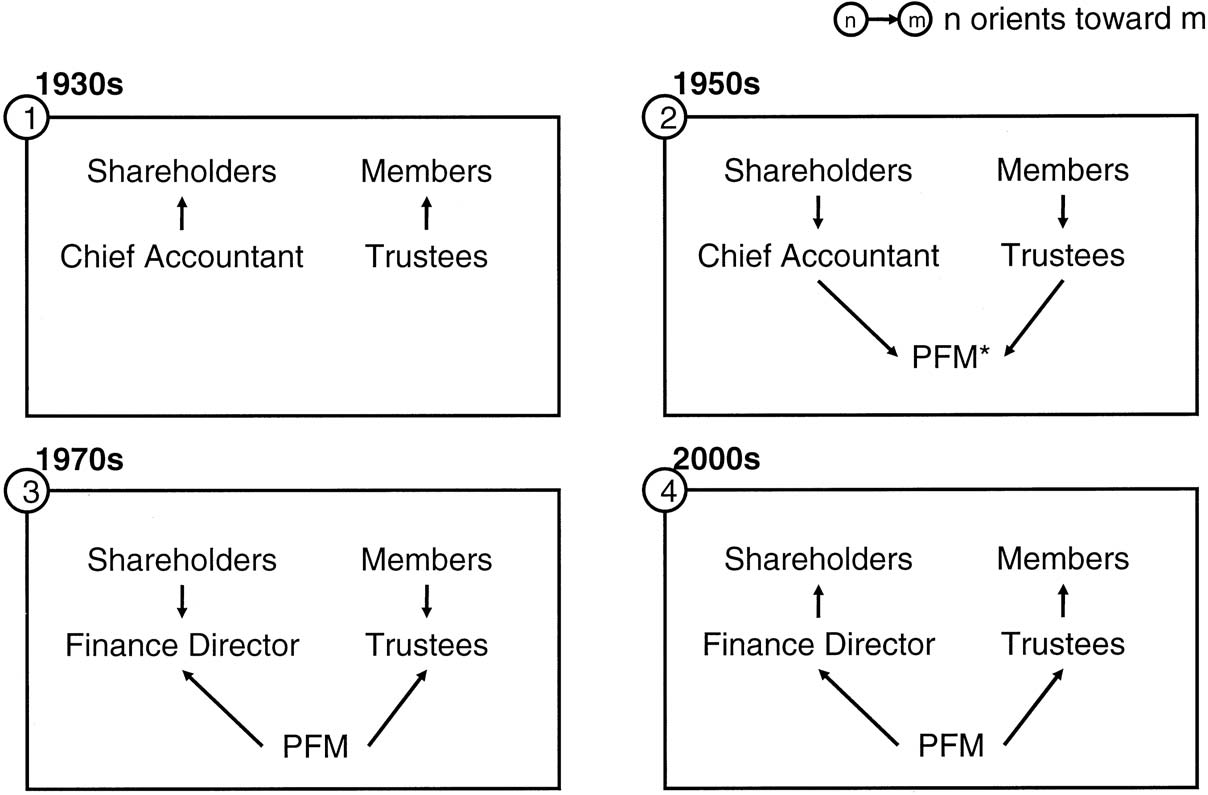 n m n orients toward m
1930s
1
Shareholders Members
Chief Accountant Trustees
1950s
2
Shareholders Members
Chief Accountant Trustees
PFM*
1970s
3
Shareholders Members
Finance Director Trustees
PFM
2000s
4
Shareholders Members
Finance Director Trustees
PFM